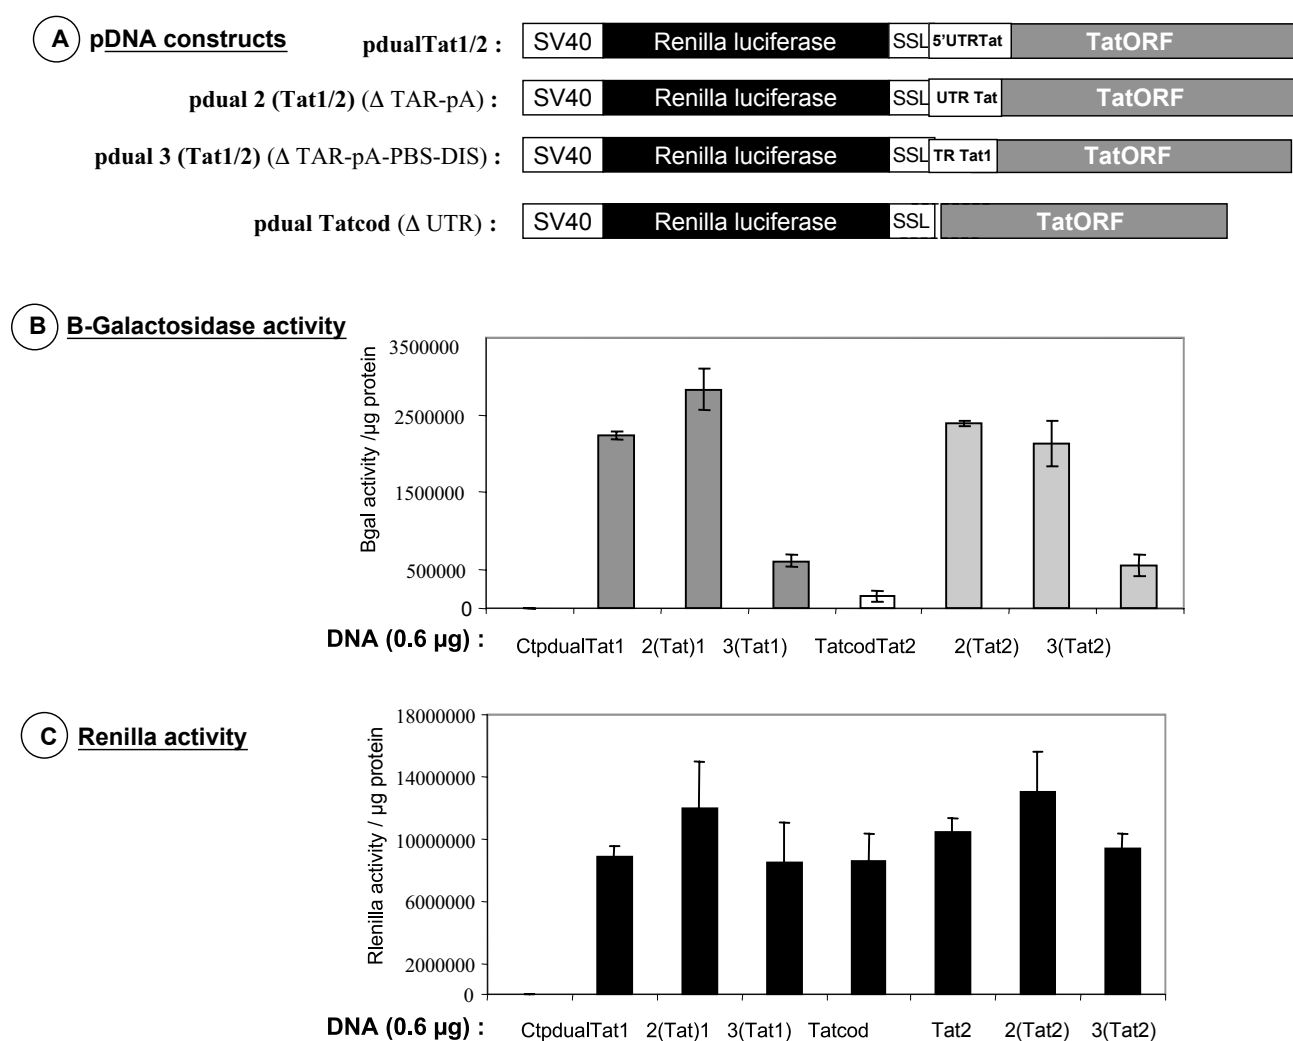 A pDNA constructs
pdualTat1/2 : SV40 Renilla luciferase SSL 5'UTRTat TatORF
pdual 2 (Tat1/2) (Δ TAR-pA) : SV40 Renilla luciferase SSL UTR Tat TatORF
pdual 3 (Tat1/2) (Δ TAR-pA-PBS-DIS) : SV40 Renilla luciferase SSL TR Tat1 TatORF
pdual Tatcod (Δ UTR) : SV40 Renilla luciferase SSL TatORF
B B-Galactosidase activity
Bgal activity /µg protein
3500000
2500000
1500000
500000
0
DNA (0.6 µg) : CtpdualTat1 2(Tat)1 3(Tat1) TatcodTat2 2(Tat2) 3(Tat2)
C Renilla activity
Rlenilla activity / µg protein
18000000
14000000
10000000
6000000
2000000
0
DNA (0.6 µg) : CtpdualTat1 2(Tat)1 3(Tat1) Tatcod Tat2 2(Tat2) 3(Tat2)